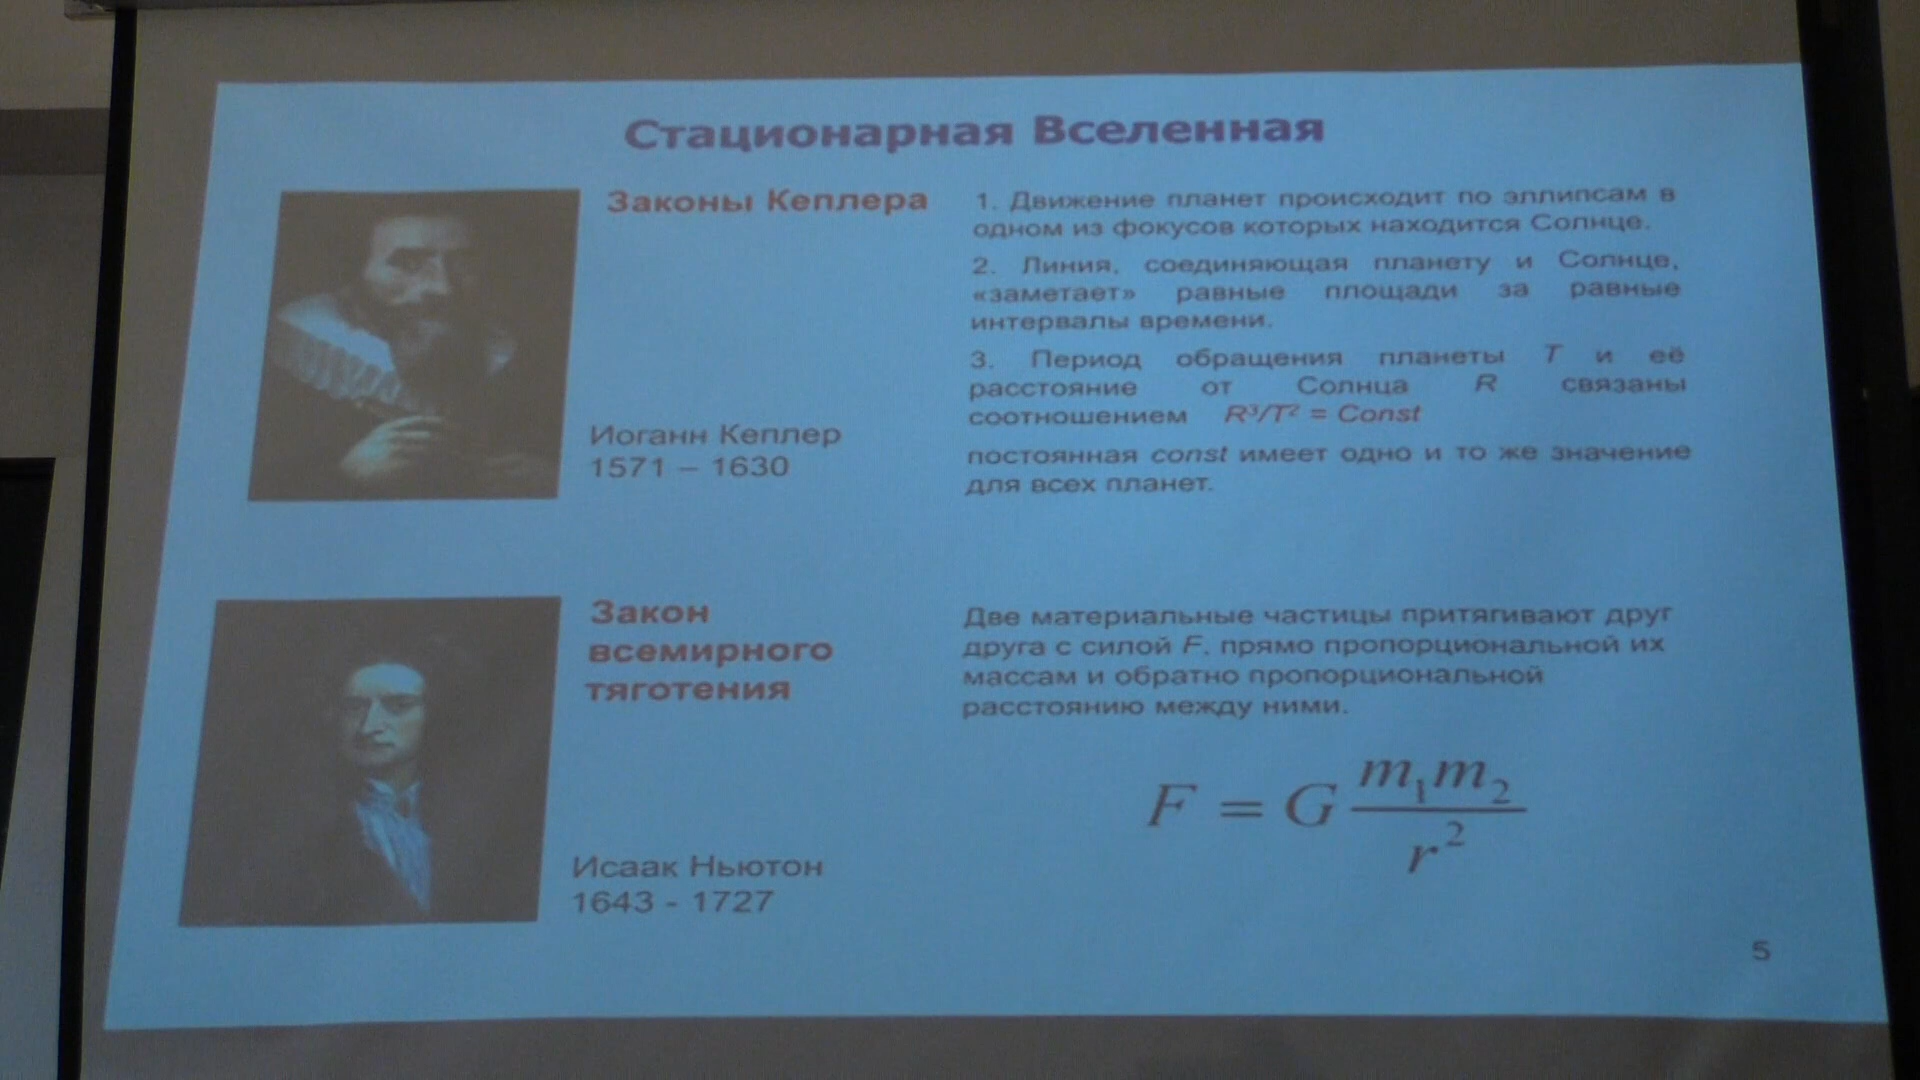 Стационарная Вселенная
Законы Кеплера
1. Движение планет происходит по эллипсам в
одном из фокусов которых находится Солнце.
2. Линия, соединяющая планету и Солнце,
«заметает» равные площади за равные
интервалы времени.
3. Период обращения планеты T и её
расстояние от Солнца R связаны
соотношением R³/T² = Const
постоянная const имеет одно и то же значение
для всех планет.
Иоганн Кеплер
1571 – 1630
Закон
всемирного
тяготения
Две материальные частицы притягивают друг
друга с силой F, прямо пропорциональной их
массам и обратно пропорциональной
расстоянию между ними.
F = G m₁m₂ / r²
Исаак Ньютон
1643 - 1727
5